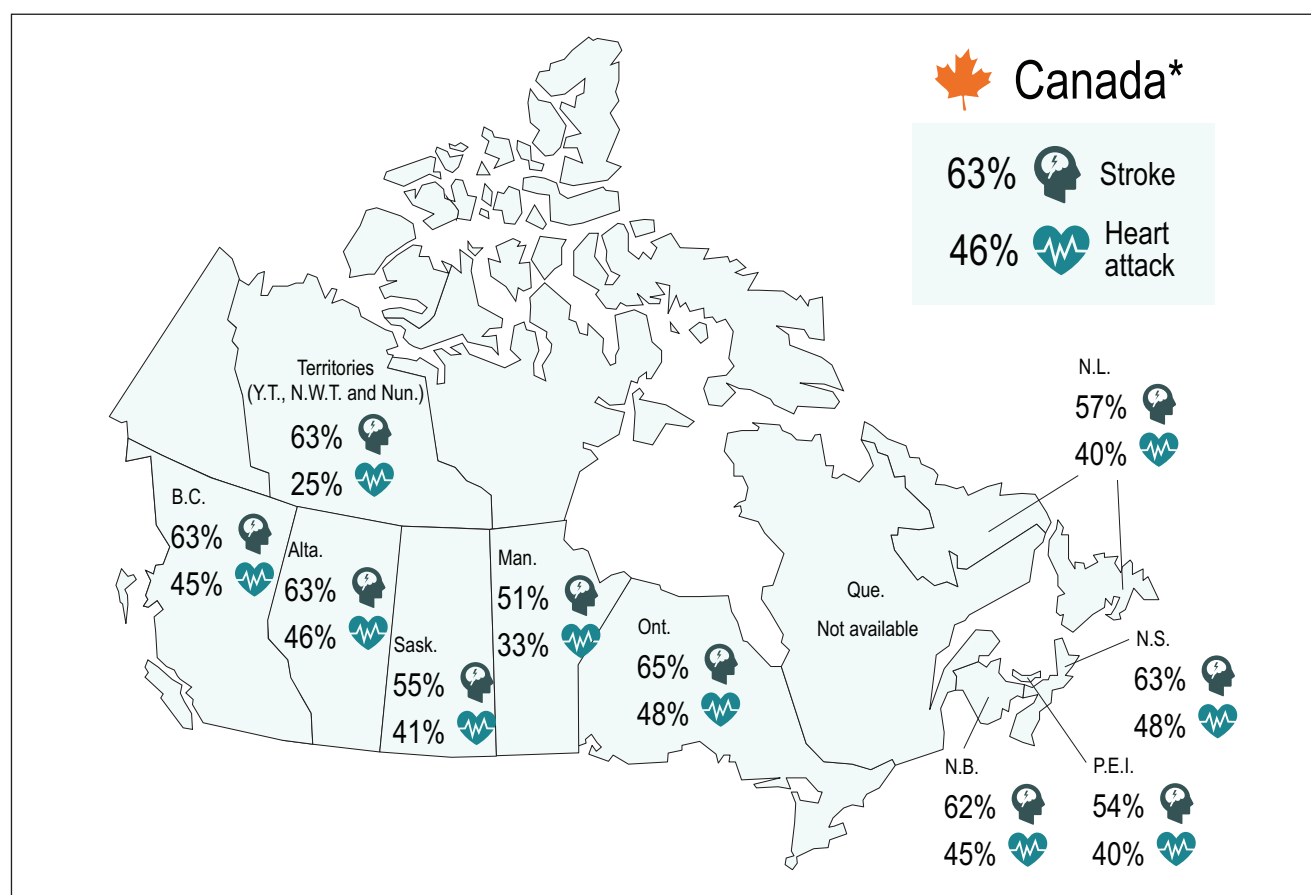 Canada*
63% Stroke
46% Heart
attack
Territories
(Y.T., N.W.T. and Nun.)
63%
25%
B.C.
63%
45%
Alta.
63%
46%
Sask.
55%
41%
Man.
51%
33%
Ont.
65%
48%
Que.
Not available
N.L.
57%
40%
N.S.
63%
48%
N.B.
62%
45%
P.E.I.
54%
40%